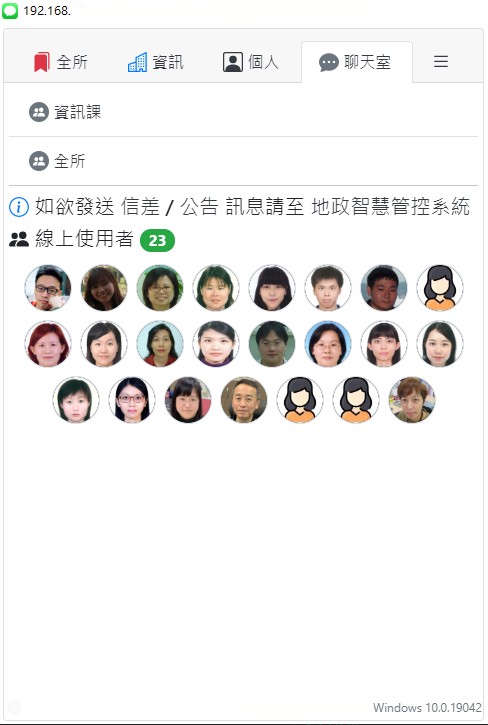 192.168.
全所 資訊 個人 聊天室
資訊課
全所
如欲發送 信差 / 公告 訊息請至 地政智慧管控系統
線上使用者 23
Windows 10.0.19042